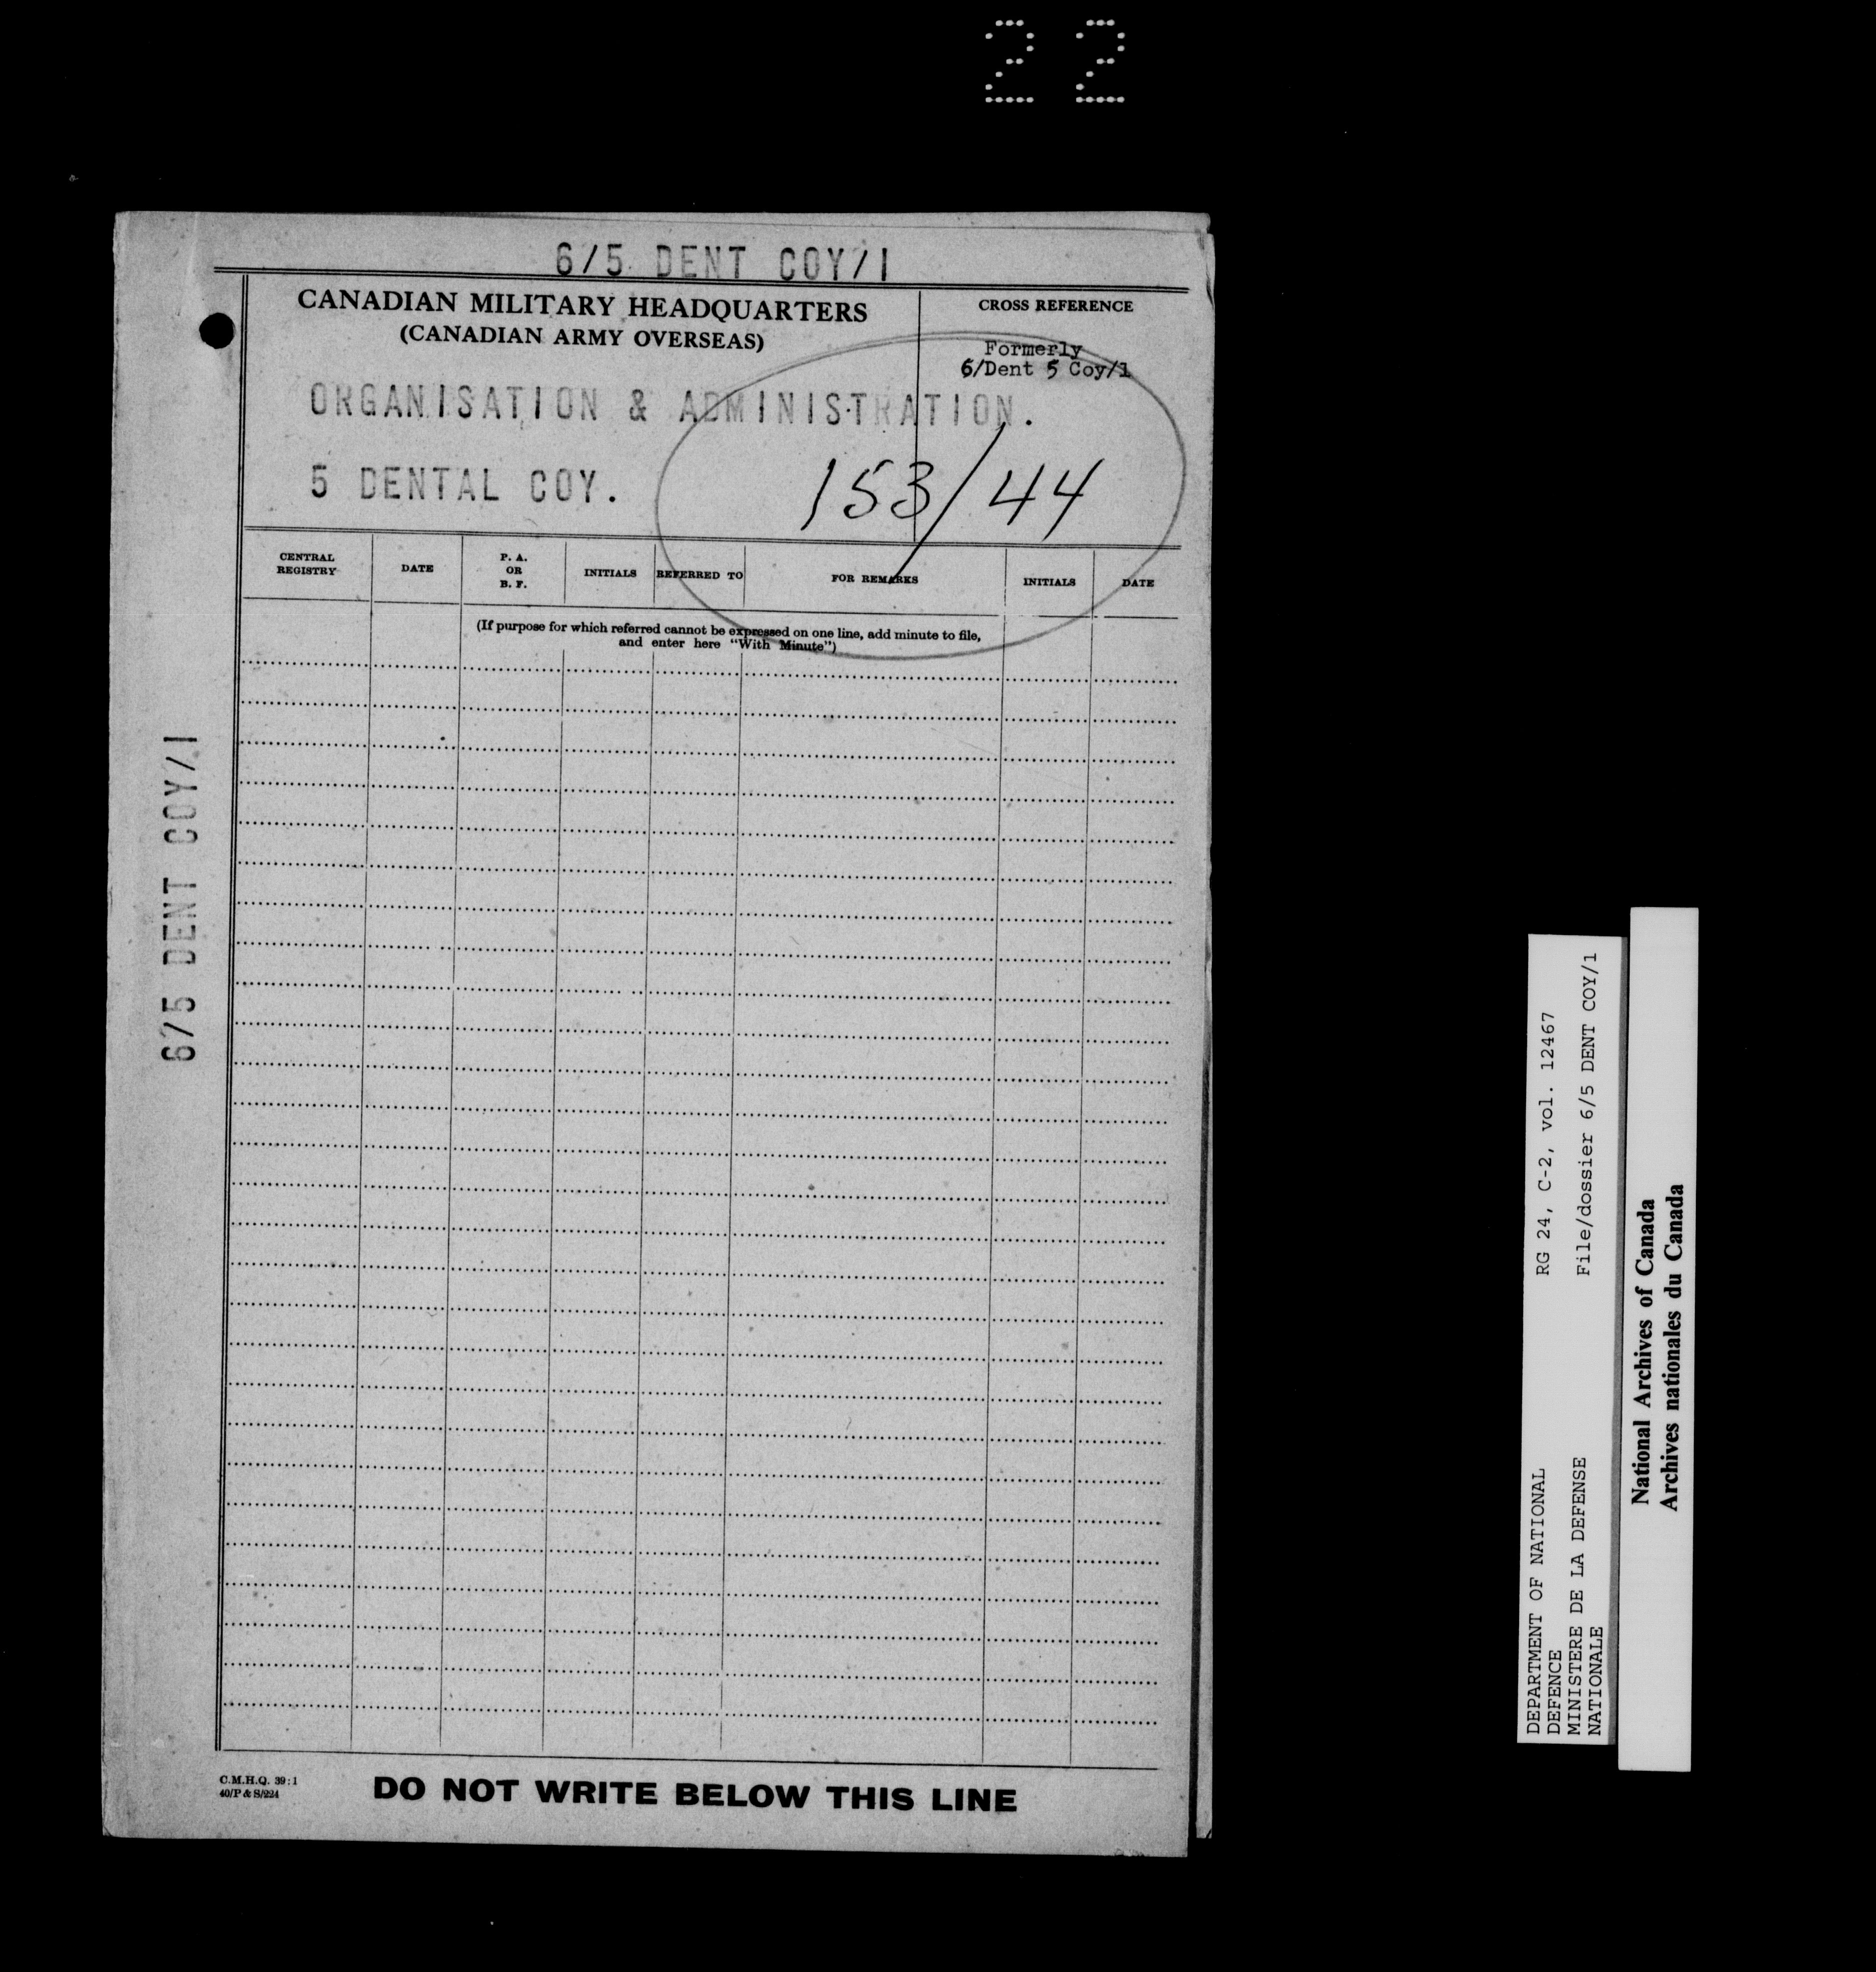 22
6/5 DENT COY/1
CANADIAN MILITARY HEADQUARTERS
(CANADIAN ARMY OVERSEAS)
CROSS REFERENCE
Formerly
6/Dent 5 Coy/1
ORGANISATION & ADMINISTRATION.
5 DENTAL COY.
153/44
CENTRAL REGISTRY
DATE
P. A. OR B. F.
INITIALS
REFERRED TO
FOR REMARKS
INITIALS
DATE
(If purpose for which referred cannot be expressed on one line, add minute to file,
and enter here "With Minute")
6/5 DENT COY/1
C.M.H.Q. 39:1
40/P & S/224
DO NOT WRITE BELOW THIS LINE
DEPARTMENT OF NATIONAL
DEFENCE
MINISTERE DE LA DEFENSE
NATIONALE
RG 24, C-2, vol. 12467
File/dossier 6/5 DENT COY/1
National Archives of Canada
Archives nationales du Canada